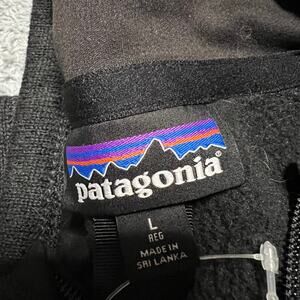 patagonia
L
REG
MADE IN
SRI LANKA